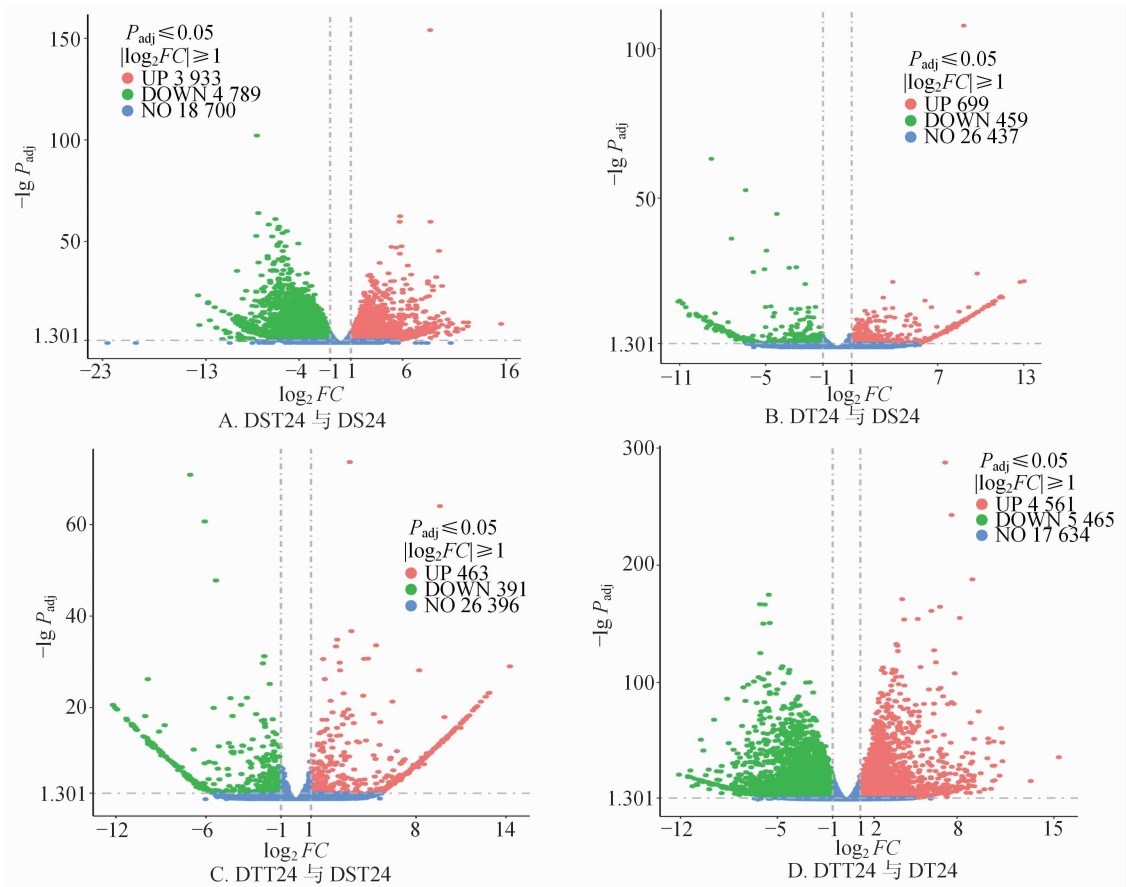 150
100
50
1.301
−lg Padj
Padj≤0.05
|log2FC|≥1
UP 3 933
DOWN 4 789
NO 18 700
−23
−13
−4
−1
1
6
16
log2 FC
A. DST24 与 DS24
100
50
1.301
−lg Padj
Padj≤0.05
|log2FC|≥1
UP 699
DOWN 459
NO 26 437
−11
−5
−1
1
7
13
log2 FC
B. DT24 与 DS24
60
40
20
1.301
−lg Padj
Padj≤0.05
|log2FC|≥1
UP 463
DOWN 391
NO 26 396
−12
−6
−1
1
8
14
log2 FC
C. DTT24 与 DST24
300
200
100
1.301
−lg Padj
Padj≤0.05
|log2FC|≥1
UP 4 561
DOWN 5 465
NO 17 634
−12
−5
−1
1
2
8
15
log2 FC
D. DTT24 与 DT24